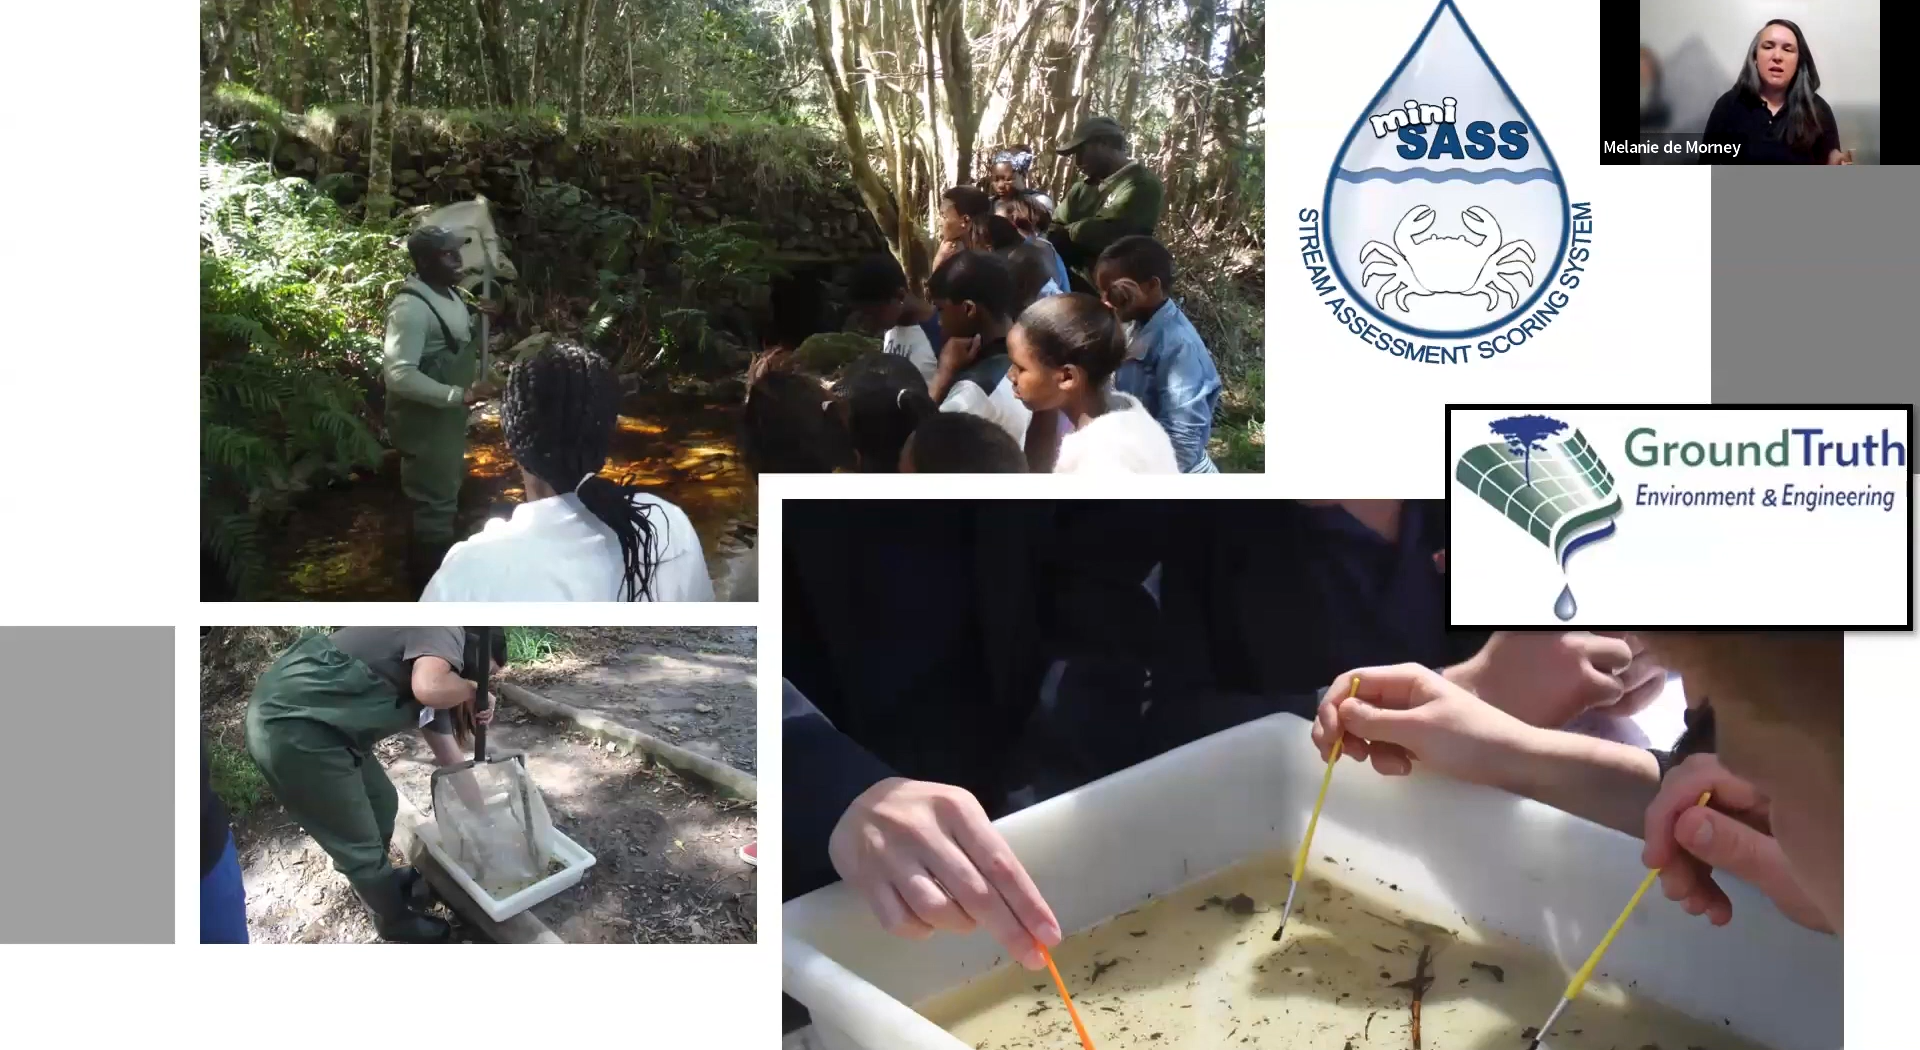 mini
SASS
STREAM ASSESSMENT SCORING SYSTEM
Melanie de Morney
GroundTruth
Environment & Engineering